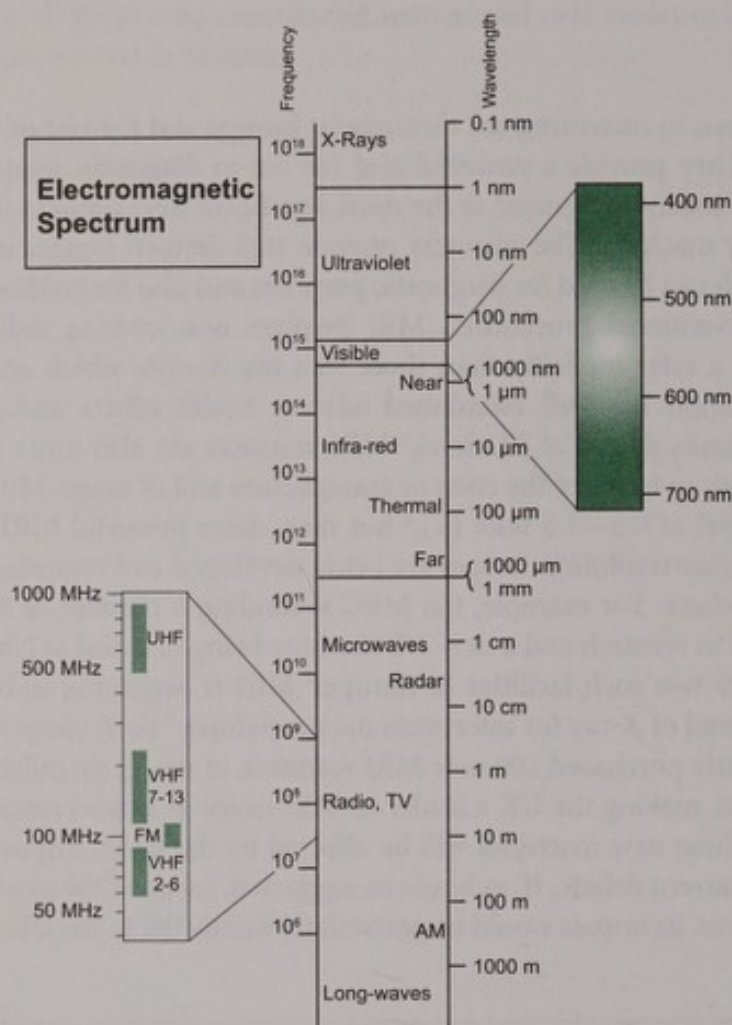 Frequency
Wavelength
Electromagnetic
Spectrum
10¹⁸
10¹⁷
10¹⁶
10¹⁵
10¹⁴
10¹³
10¹²
10¹¹
10¹⁰
10⁹
10⁸
10⁷
10⁶
X-Rays
Ultraviolet
Visible
Near
Infra-red
Thermal
Far
Microwaves
Radar
Radio, TV
AM
Long-waves
0.1 nm
1 nm
10 nm
100 nm
1000 nm
1 µm
10 µm
100 µm
1000 µm
1 mm
1 cm
10 cm
1 m
10 m
100 m
1000 m
400 nm
500 nm
600 nm
700 nm
1000 MHz
UHF
500 MHz
VHF
7-13
100 MHz
FM
VHF
2-6
50 MHz